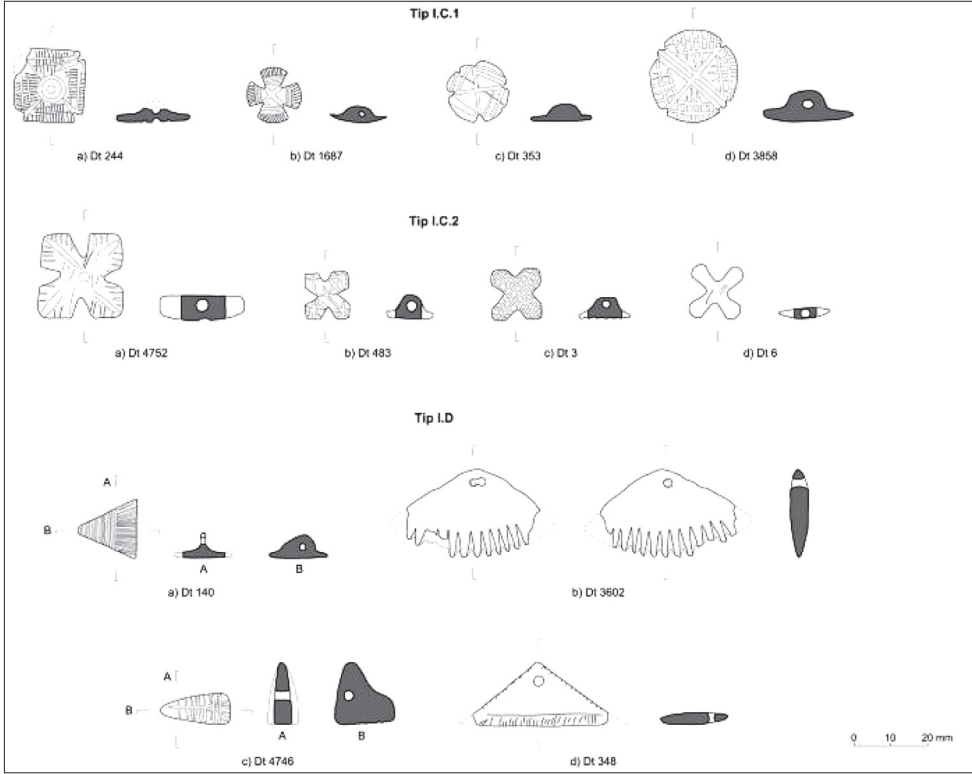 Tip I.C.1
a) Dt 244
b) Dt 1687
c) Dt 353
d) Dt 3858
Tip I.C.2
a) Dt 4752
b) Dt 483
c) Dt 3
d) Dt 6
Tip I.D
A
B
A
B
a) Dt 140
b) Dt 3602
A
B
A
B
c) Dt 4746
d) Dt 348
0 10 20 mm